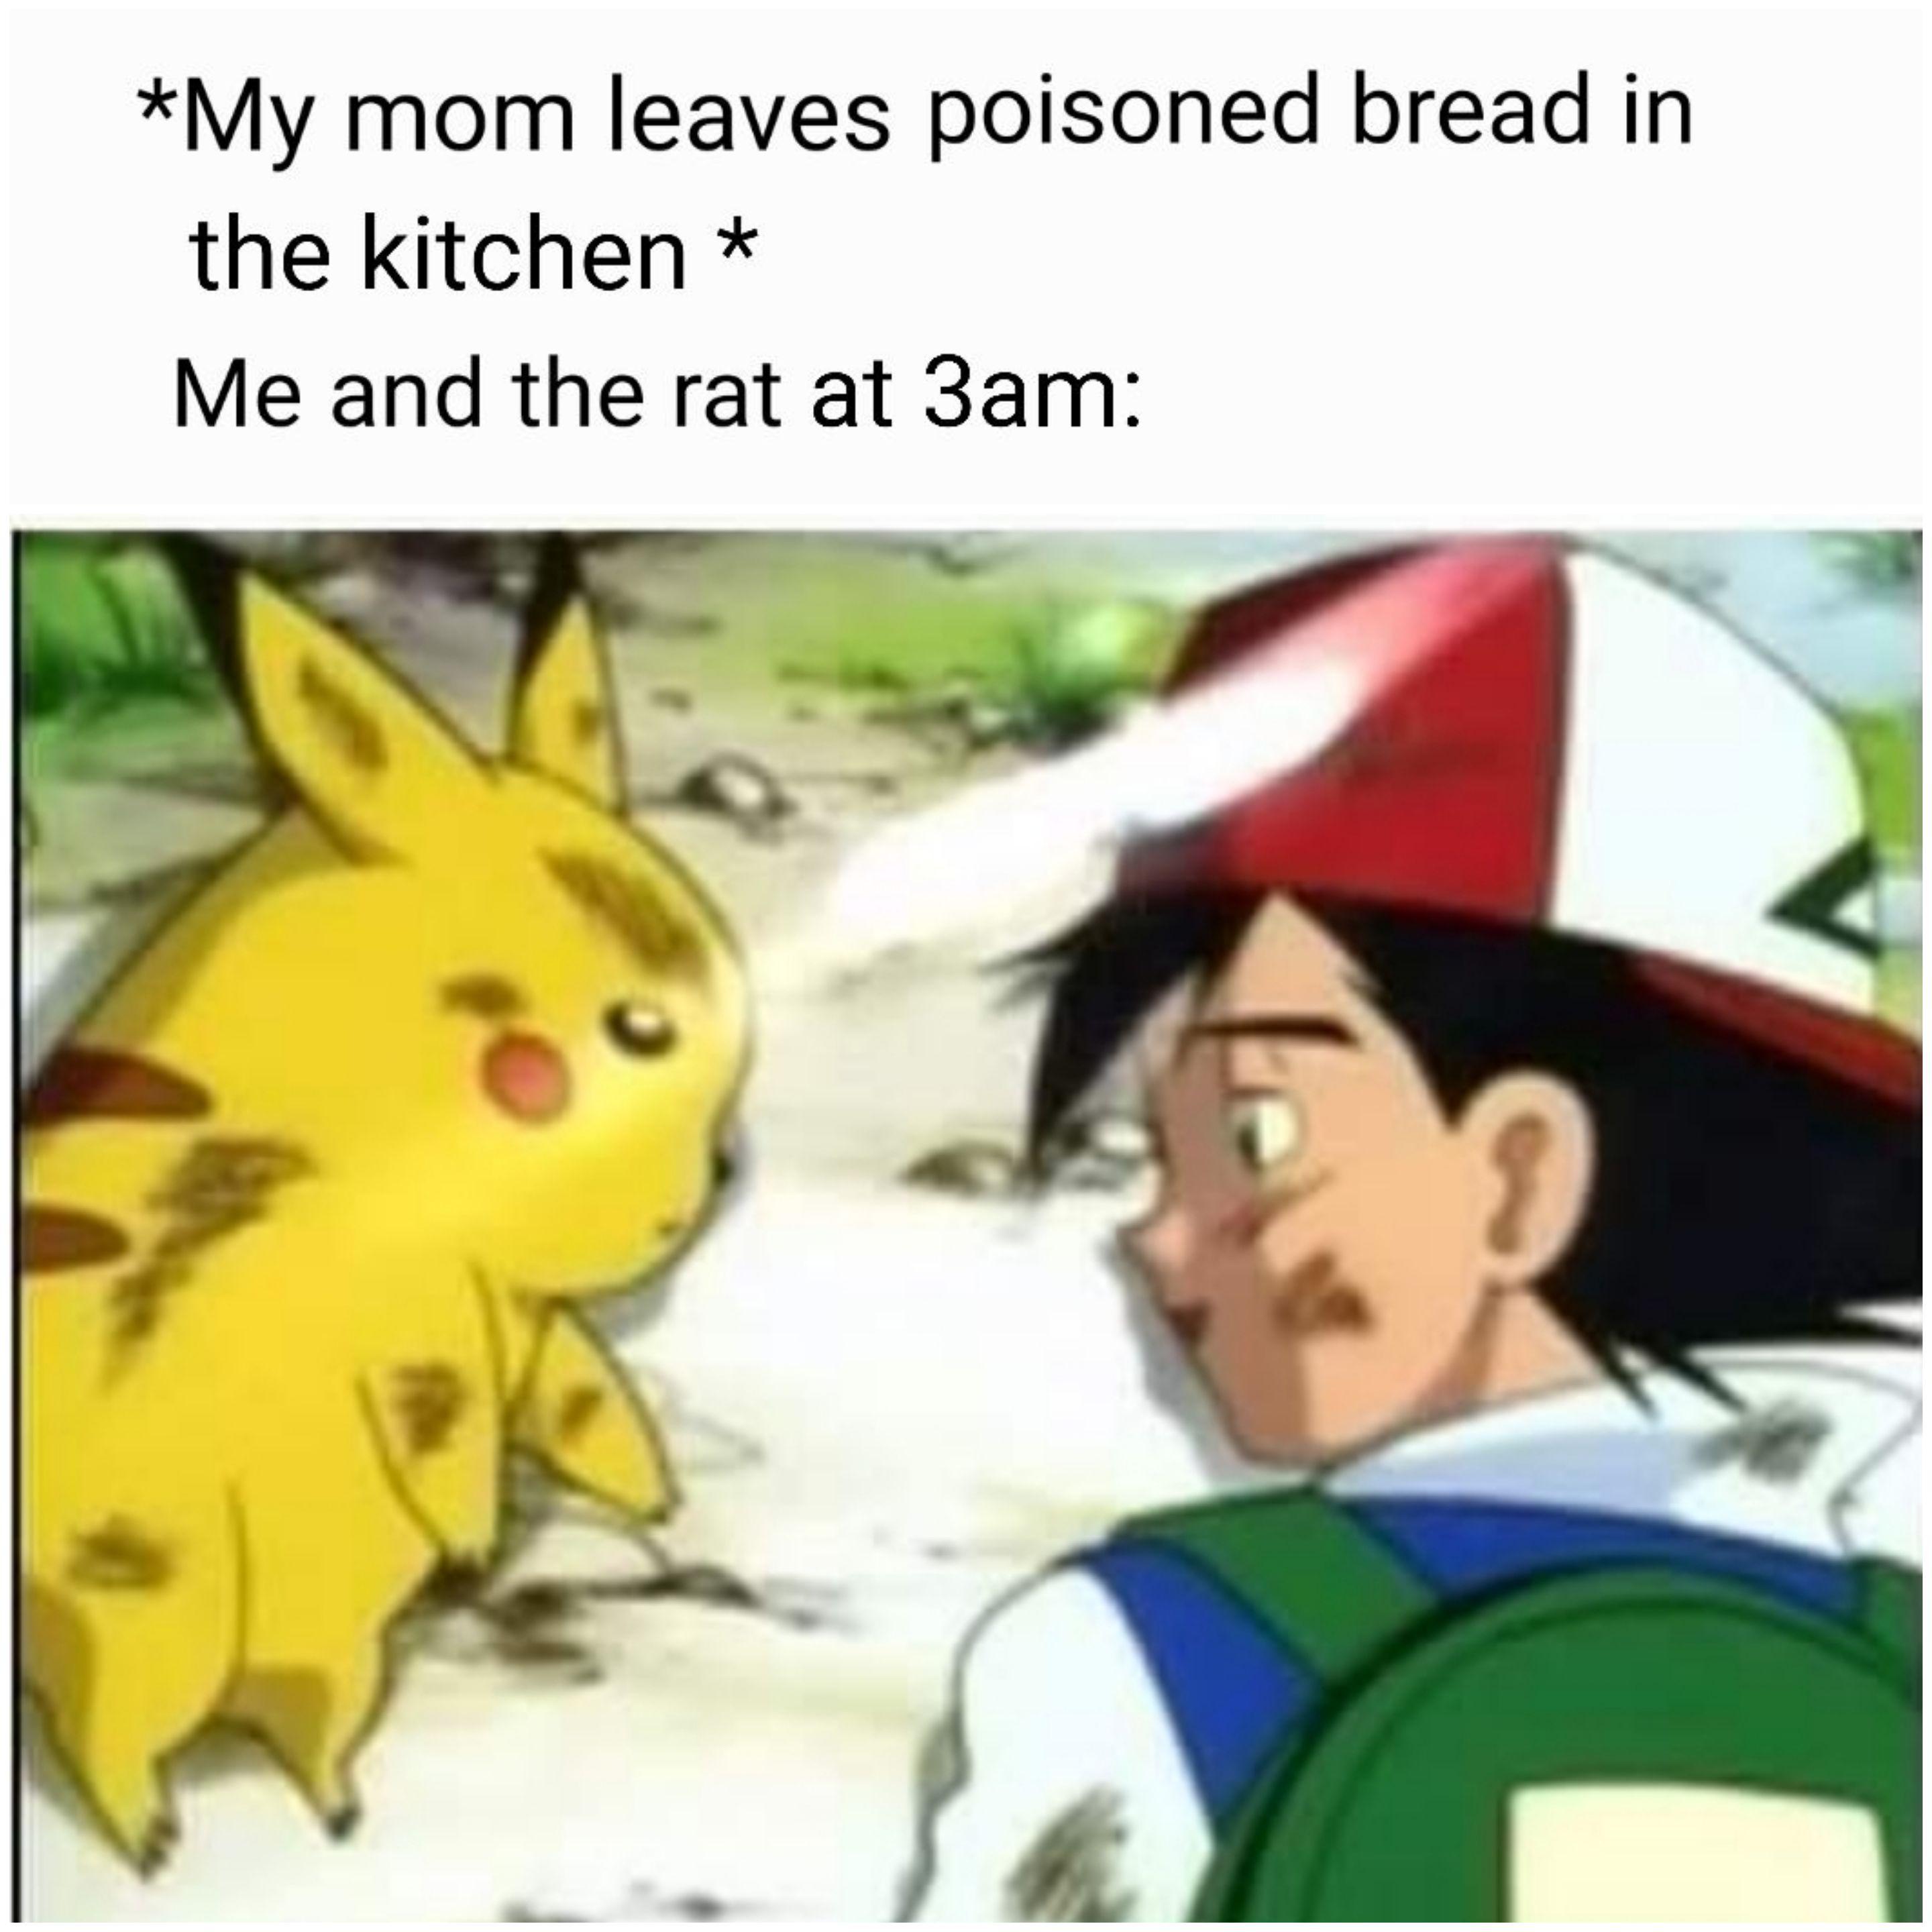 *My mom leaves poisoned bread in
the kitchen *
Me and the rat at 3am: